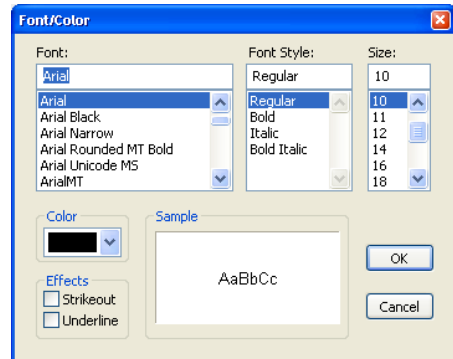 Font/Color
Font: Font Style: Size:
Arial Regular 10
Arial Regular 10
Arial Black Bold 11
Arial Narrow Italic 12
Arial Rounded MT Bold Bold Italic 14
Arial Unicode MS 16
ArialMT 18
Color Sample
AaBbCc
OK
Effects
Strikeout
Underline
Cancel